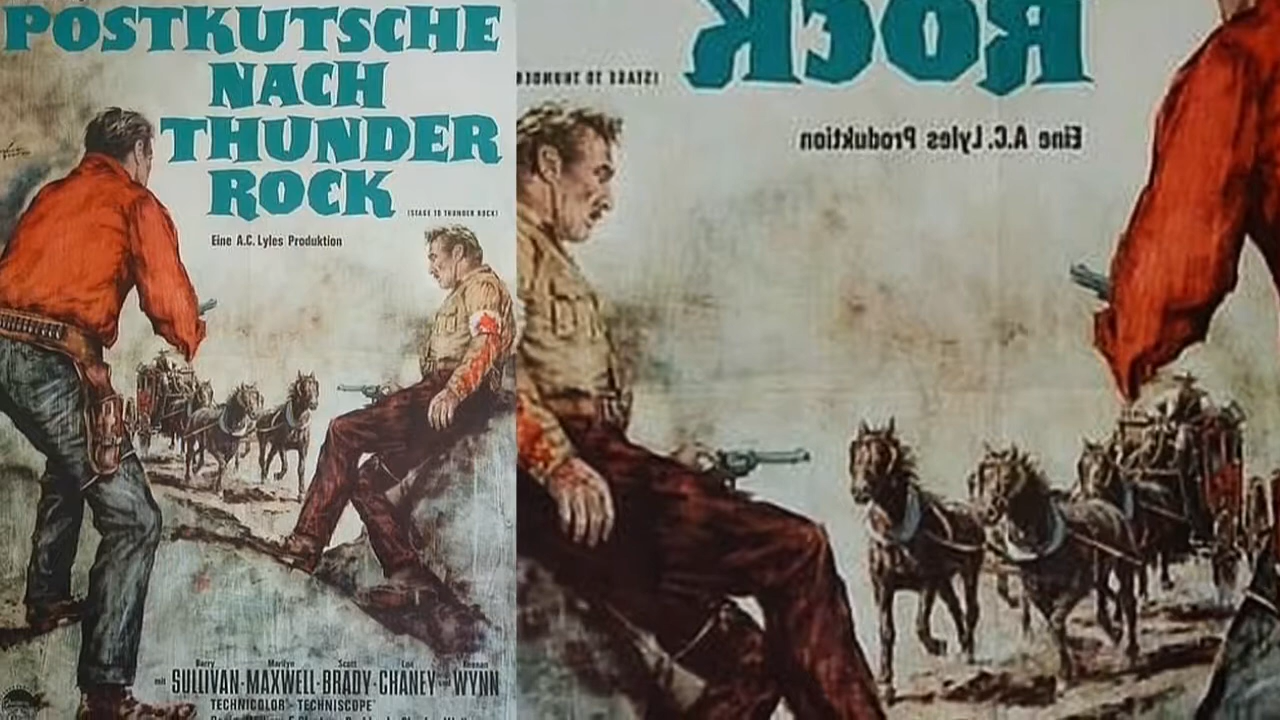 POSTKUTSCHE
NACH
THUNDER
ROCK
(STAGE TO THUNDER ROCK)
Eine A.C. Lyles Produktion
Barry Marilyn Scott Lon Keenan
mit SULLIVAN·MAXWELL·BRADY·CHANEY WYNN
TECHNICOLOR® TECHNISCOPE®
ROCK
(STAGE TO THUNDER
Eine A.C. Lyles Produktion